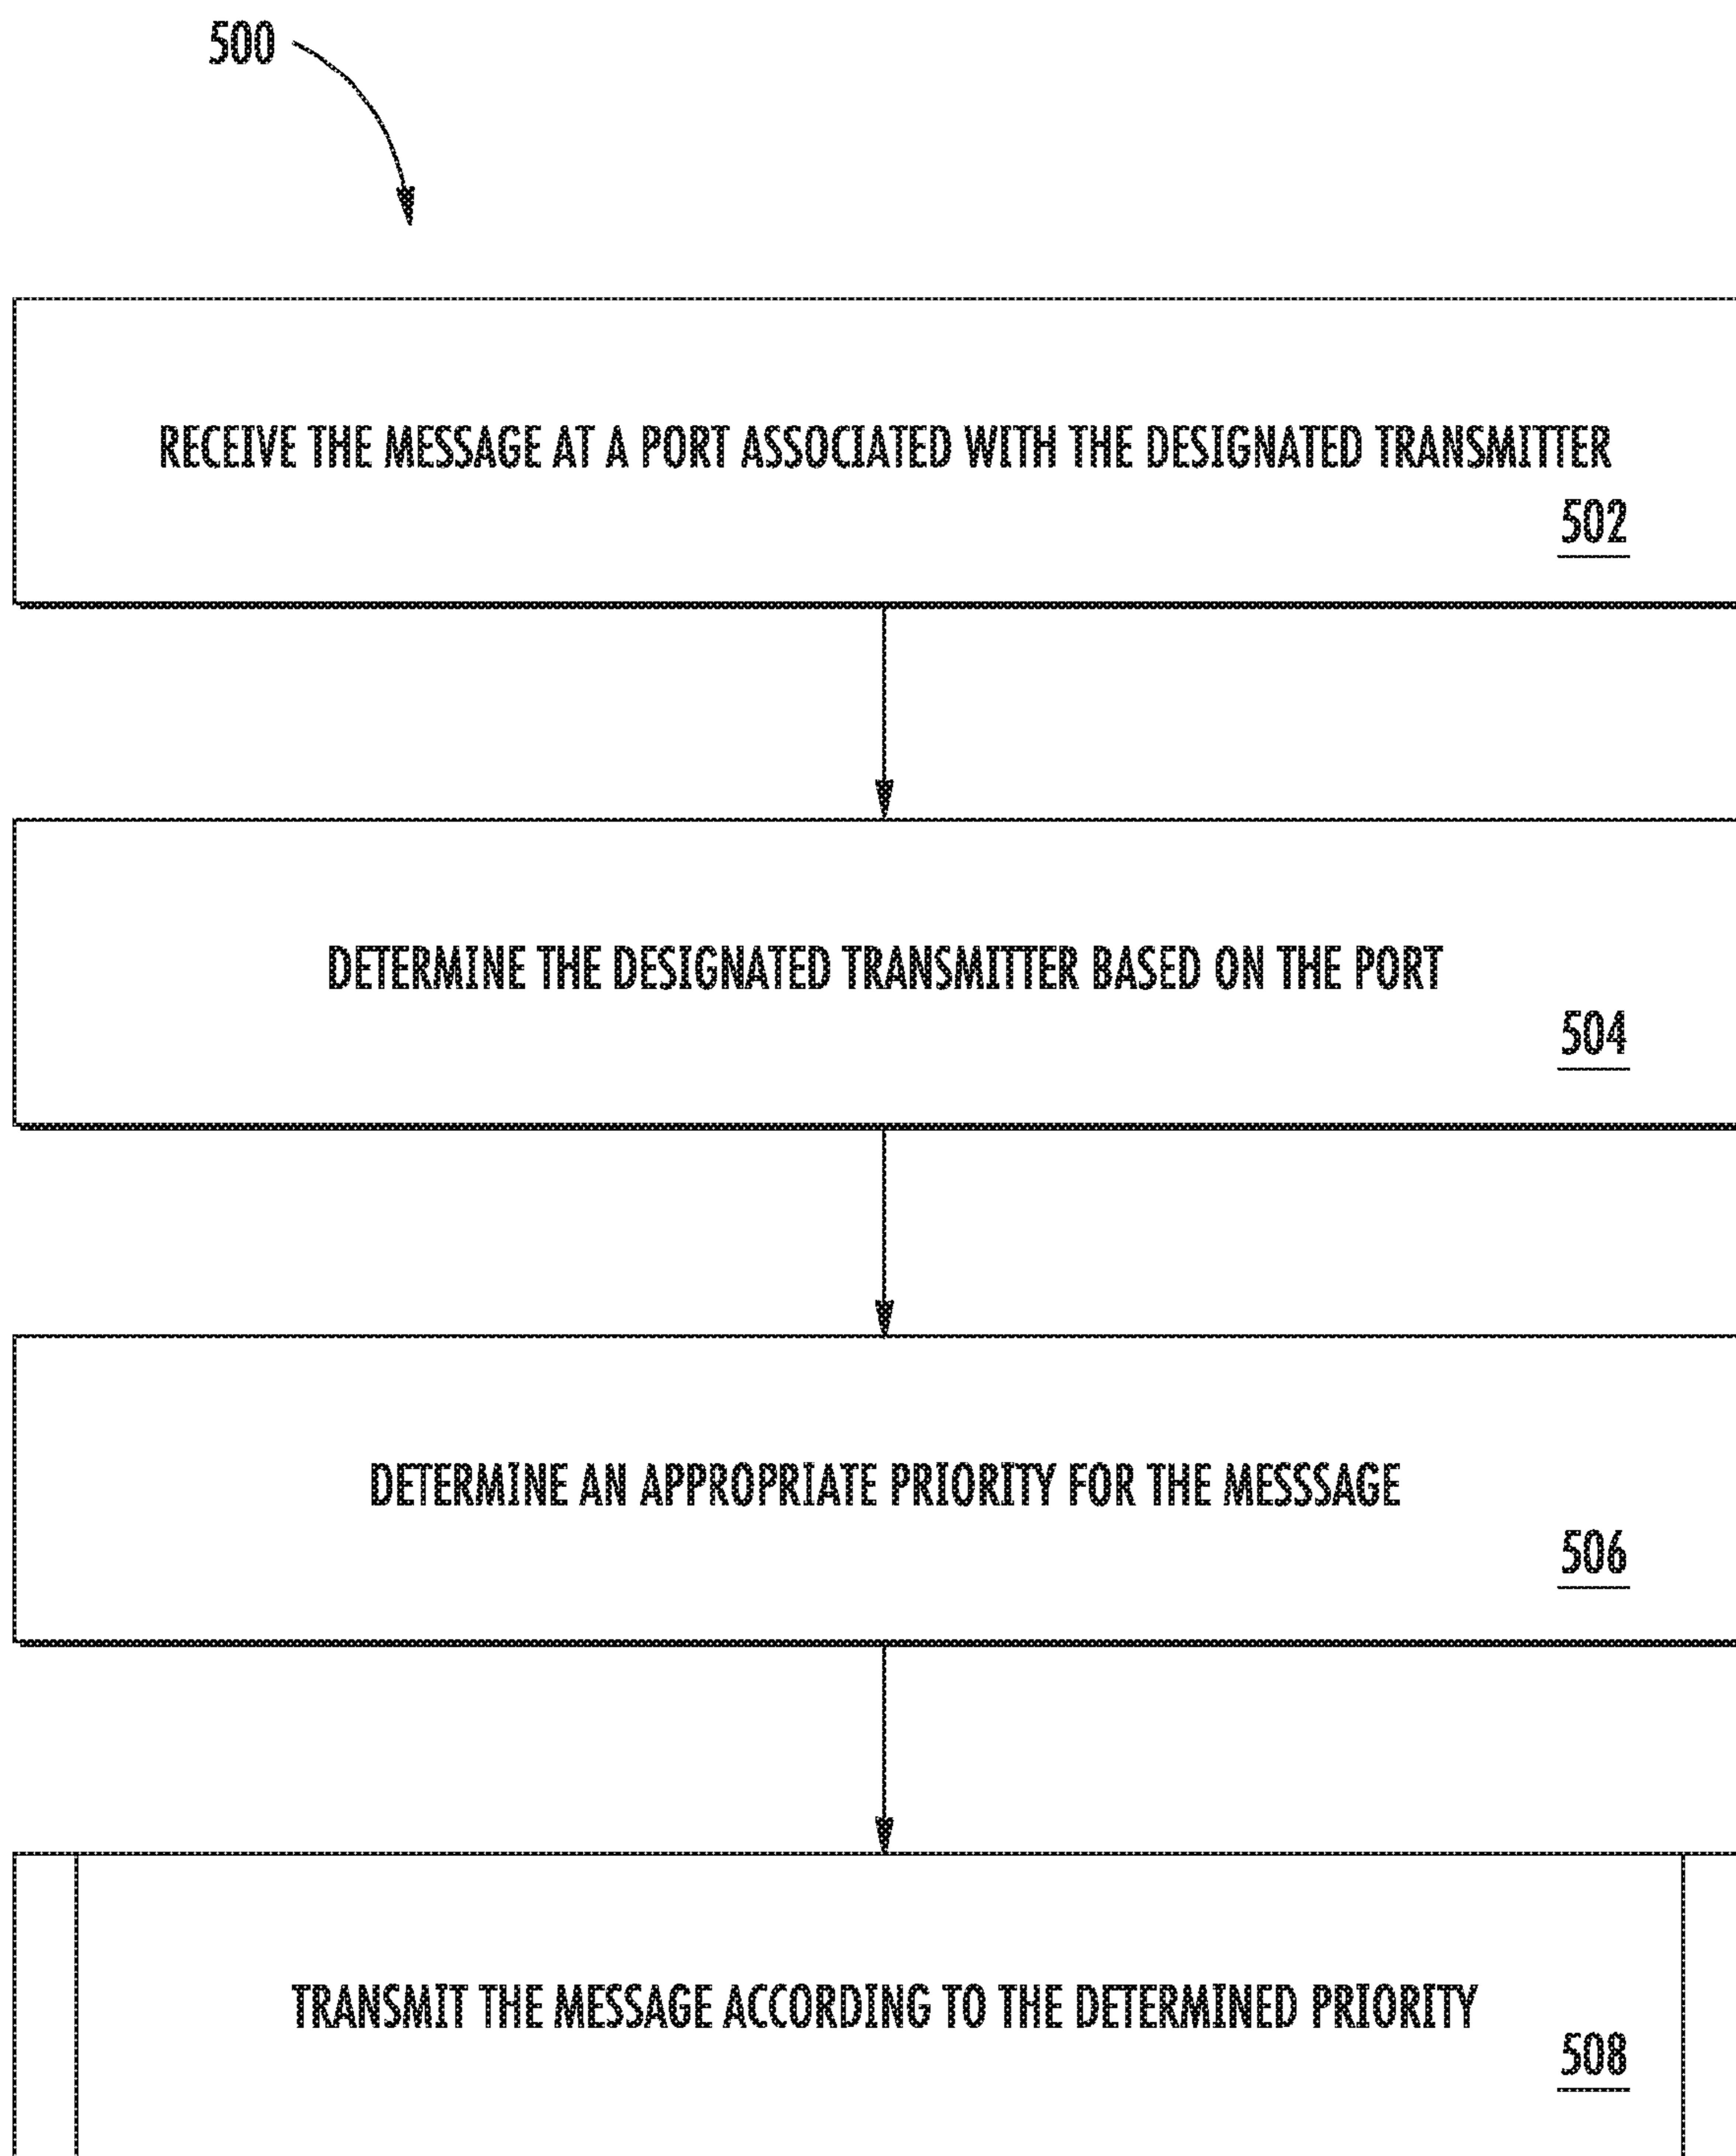 500
RECEIVE THE MESSAGE AT A PORT ASSOCIATED WITH THE DESIGNATED TRANSMITTER
502
DETERMINE THE DESIGNATED TRANSMITTER BASED ON THE PORT
504
DETERMINE AN APPROPRIATE PRIORITY FOR THE MESSSAGE
506
TRANSMIT THE MESSAGE ACCORDING TO THE DETERMINED PRIORITY
508